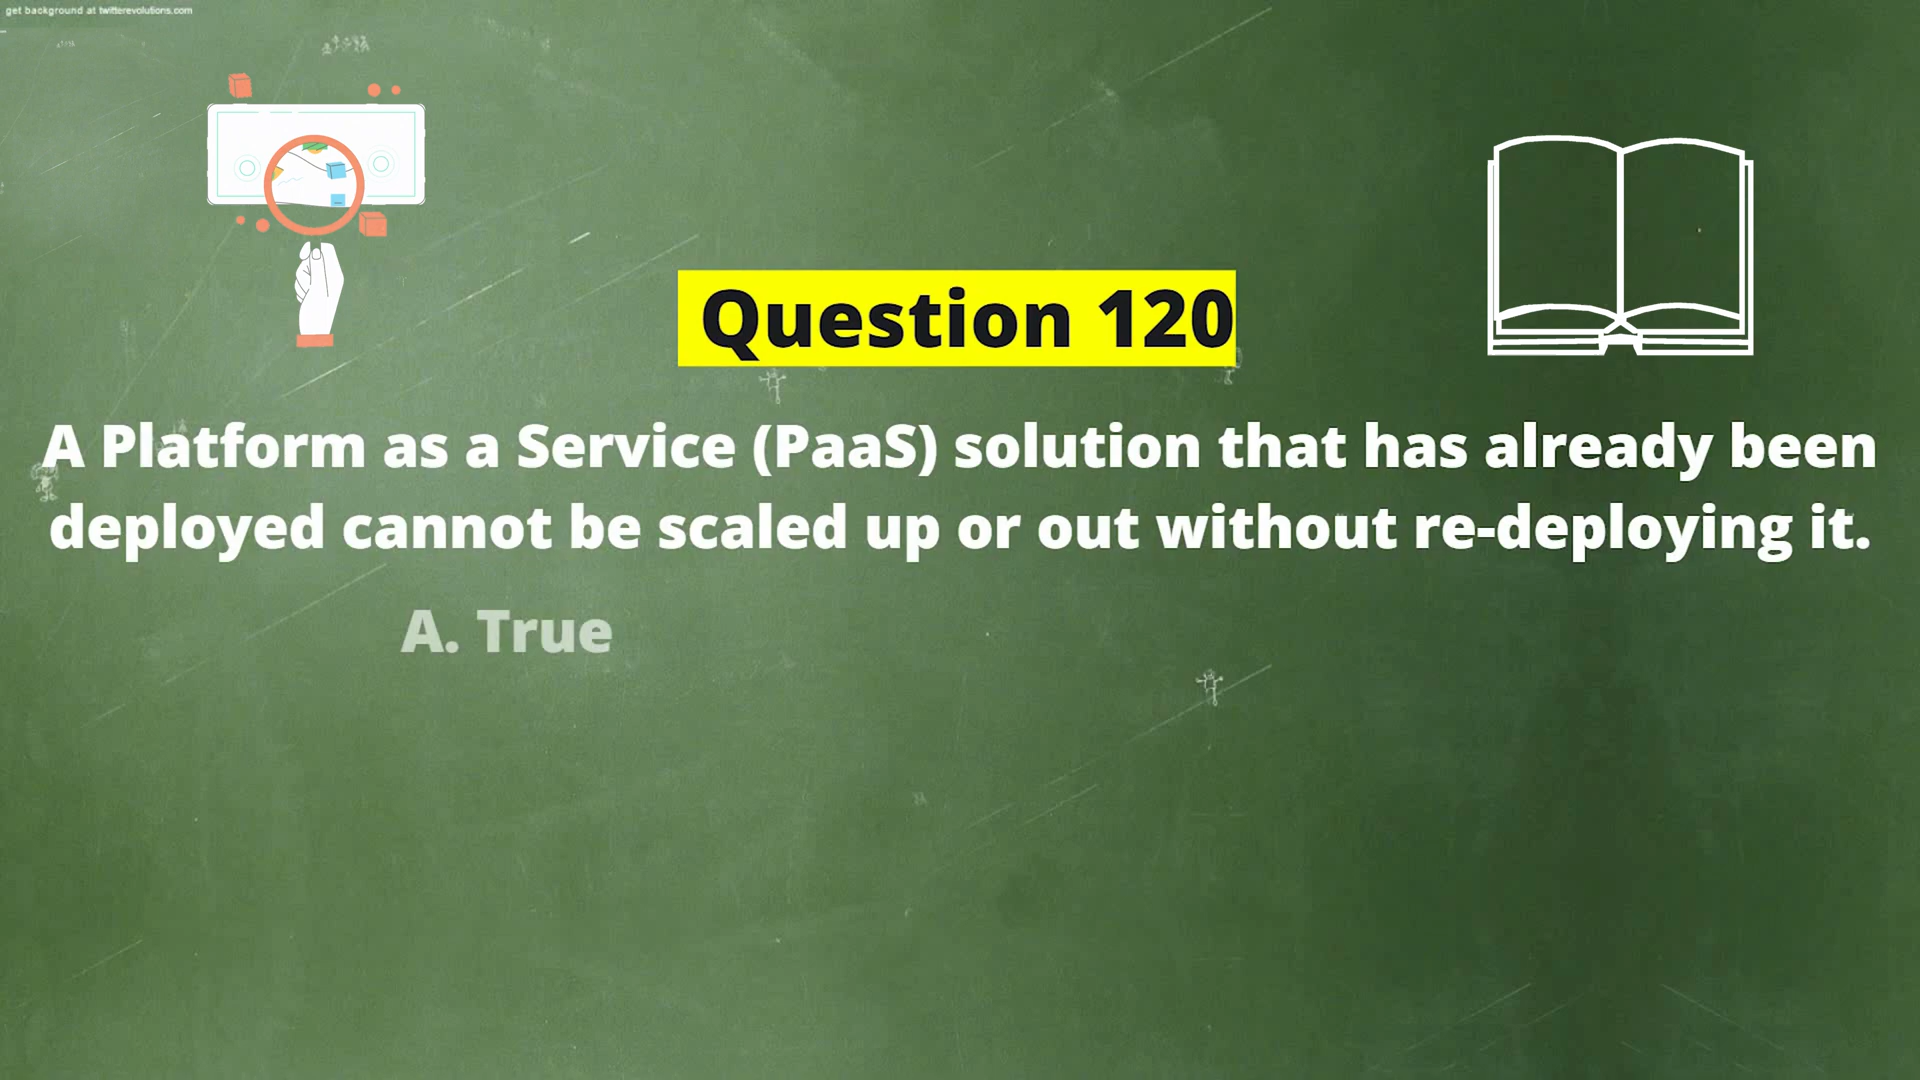 get background at twitterevolutions.com
Question 120
A Platform as a Service (PaaS) solution that has already been
deployed cannot be scaled up or out without re-deploying it.
A. True